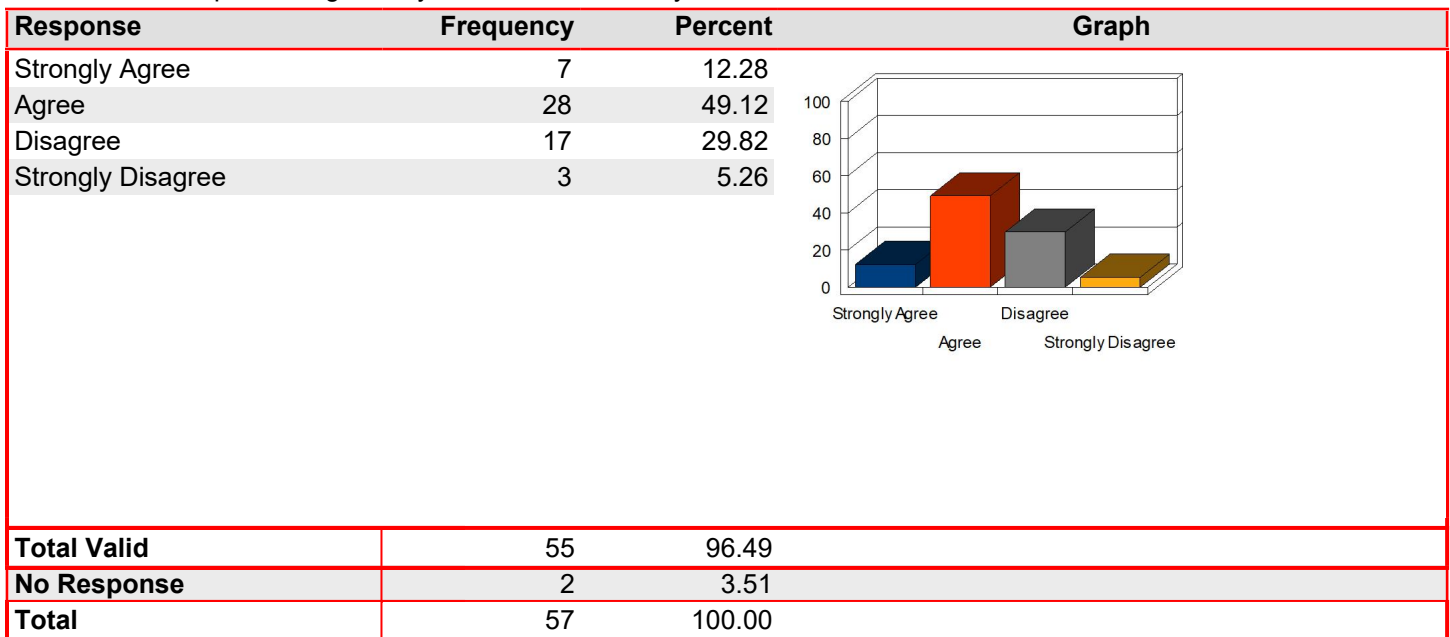 Response Frequency Percent Graph
Strongly Agree 7 12.28
Agree 28 49.12
Disagree 17 29.82
Strongly Disagree 3 5.26
100
80
60
40
20
0
Strongly Agree Disagree
Agree Strongly Disagree
Total Valid 55 96.49
No Response 2 3.51
Total 57 100.00